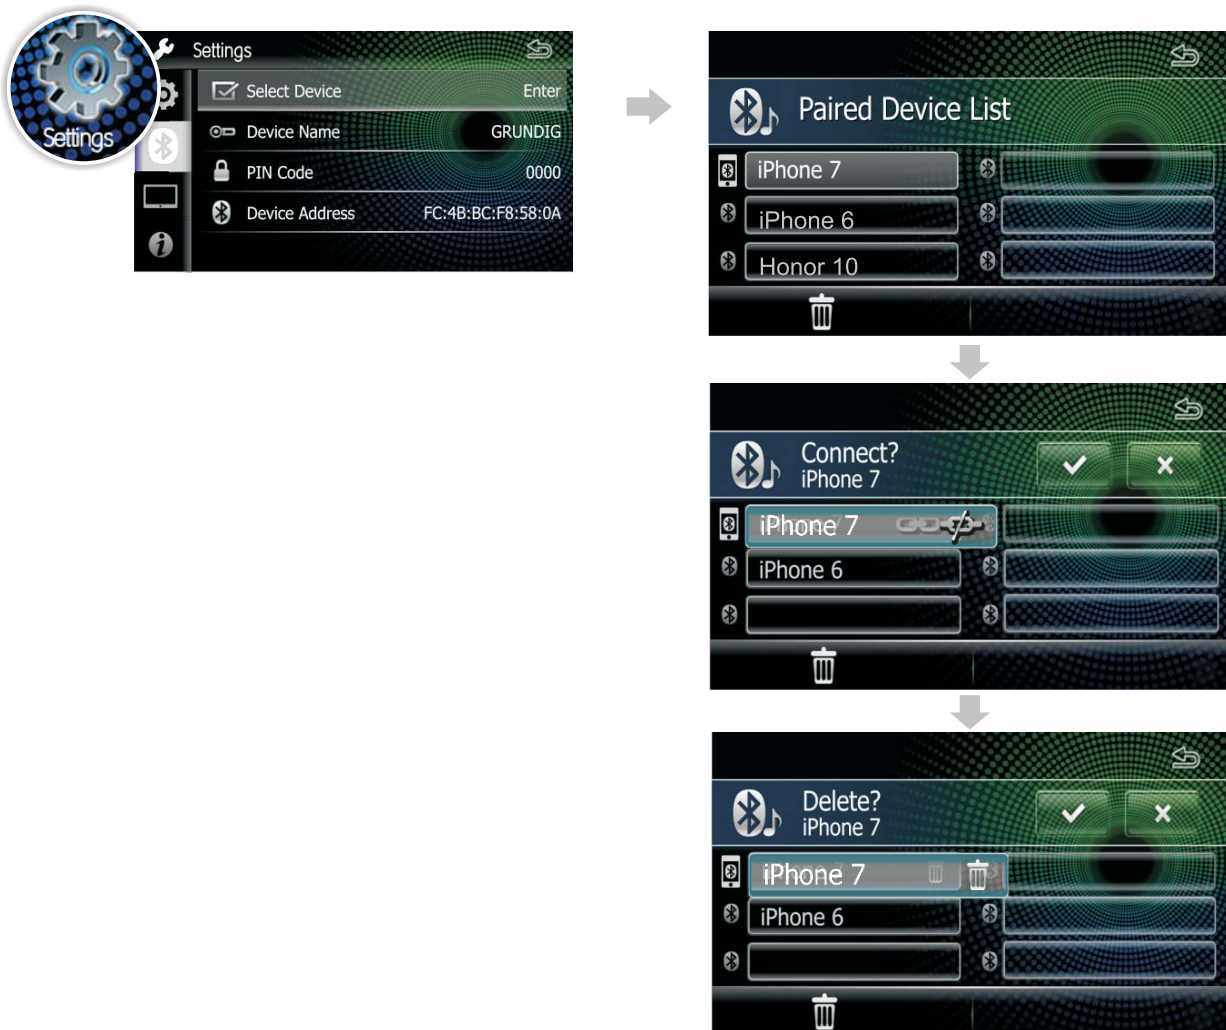 Settings
Settings
Select Device Enter
Device Name GRUNDIG
PIN Code 0000
Device Address FC:4B:BC:F8:58:0A
Paired Device List
iPhone 7
iPhone 6
Honor 10
Connect?
iPhone 7
iPhone 7
iPhone 6
Delete?
iPhone 7
iPhone 7
iPhone 6